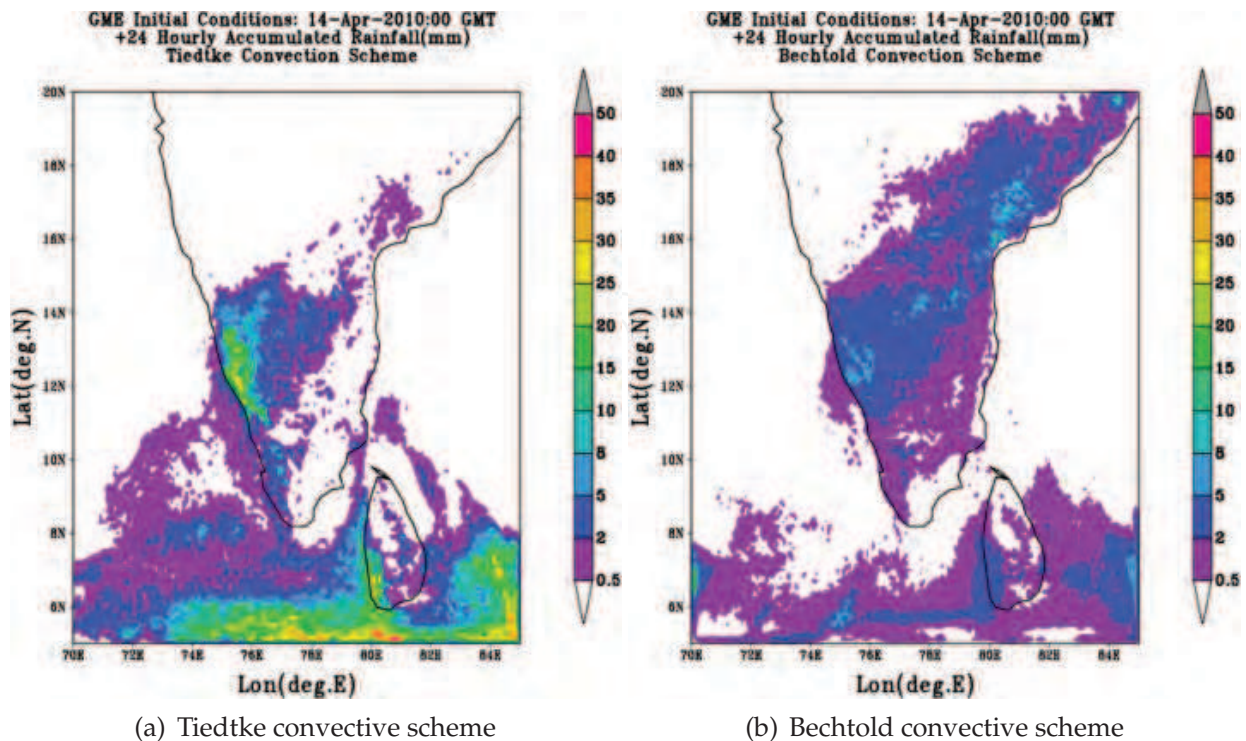 GME Initial Conditions: 14-Apr-2010:00 GMT
+24 Hourly Accumulated Rainfall(mm)
Tiedtke Convection Scheme
20N
18N
16N
14N
12N
10N
8N
6N
Lat(deg.N)
70E 72E 74E 76E 78E 80E 82E 84E
Lon(deg.E)
50
40
35
30
25
20
15
10
8
5
2
0.5
(a) Tiedtke convective scheme
GME Initial Conditions: 14-Apr-2010:00 GMT
+24 Hourly Accumulated Rainfall(mm)
Bechtold Convection Scheme
20N
18N
16N
14N
12N
10N
8N
6N
Lat(deg.N)
70E 72E 74E 76E 78E 80E 82E 84E
Lon(deg.E)
50
40
35
30
25
20
15
10
8
5
2
0.5
(b) Bechtold convective scheme